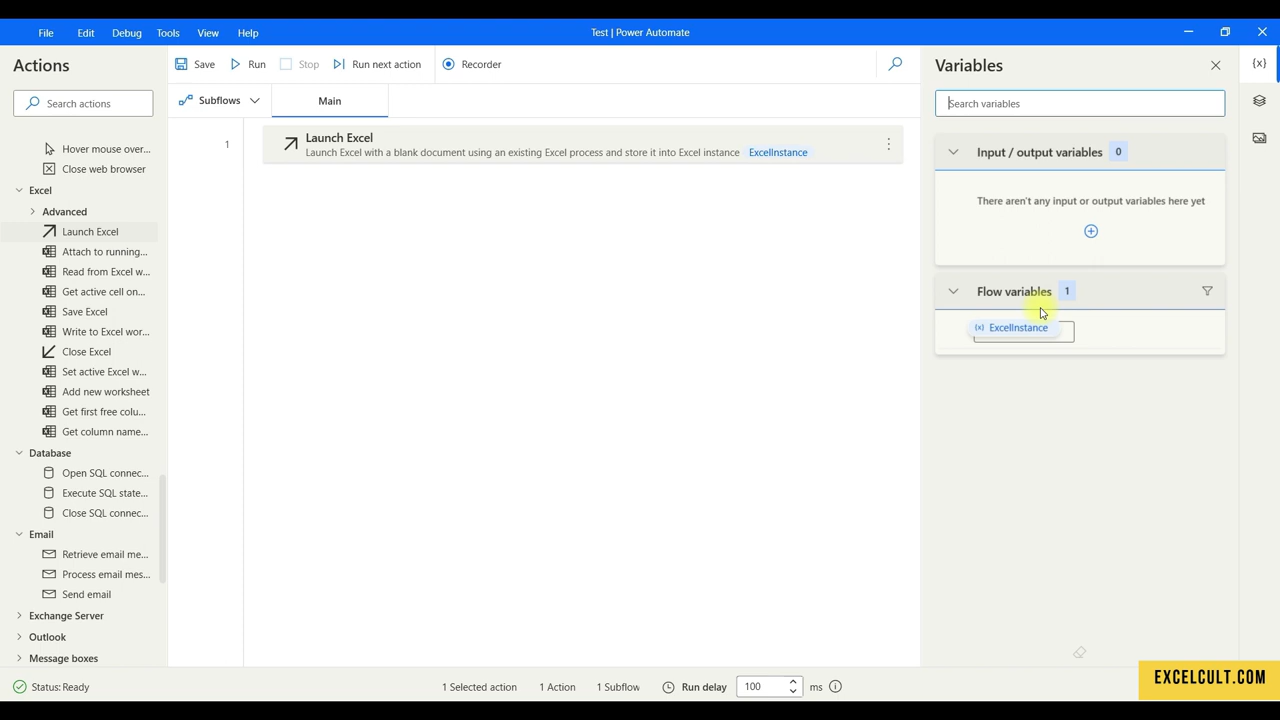 File Edit Debug Tools View Help
Test | Power Automate
Actions
Search actions
Hover mouse over...
Close web browser
Excel
Advanced
Launch Excel
Attach to running...
Read from Excel w...
Get active cell on...
Save Excel
Write to Excel wor...
Close Excel
Set active Excel w...
Add new worksheet
Get first free colu...
Get column name...
Database
Open SQL connec...
Execute SQL state...
Close SQL connec...
Email
Retrieve email me...
Process email mes...
Send email
Exchange Server
Outlook
Message boxes
Save Run Stop Run next action Recorder
Subflows Main
1
Launch Excel
Launch Excel with a blank document using an existing Excel process and store it into Excel instance ExcelInstance
Variables
{x}
Search variables
Input / output variables 0
There aren't any input or output variables here yet
Flow variables 1
(x) ExcelInstance
Status: Ready
1 Selected action 1 Action 1 Subflow Run delay 100 ms
EXCELCULT.COM